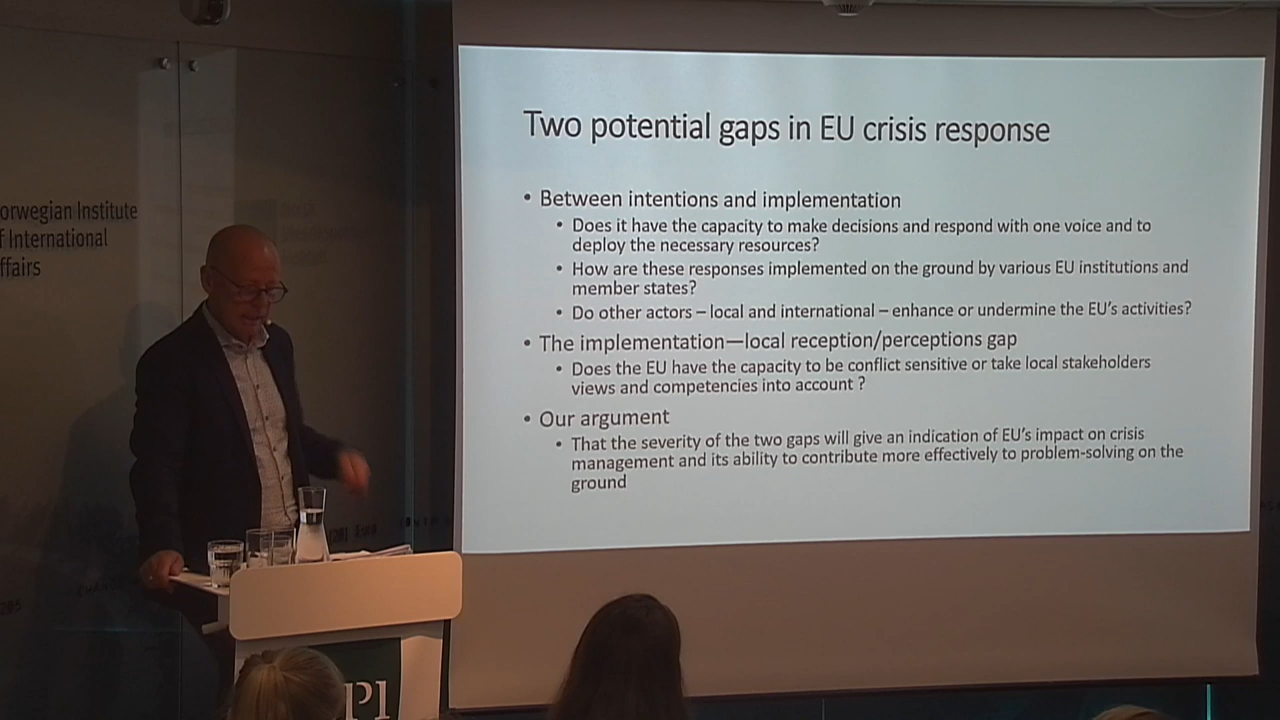 orwegian Institute
f International
ffairs
Two potential gaps in EU crisis response
• Between intentions and implementation
• Does it have the capacity to make decisions and respond with one voice and to
deploy the necessary resources?
• How are these responses implemented on the ground by various EU institutions and
member states?
• Do other actors – local and international – enhance or undermine the EU's activities?
• The implementation—local reception/perceptions gap
• Does the EU have the capacity to be conflict sensitive or take local stakeholders
views and competencies into account ?
• Our argument
• That the severity of the two gaps will give an indication of EU's impact on crisis
management and its ability to contribute more effectively to problem-solving on the
ground
PI